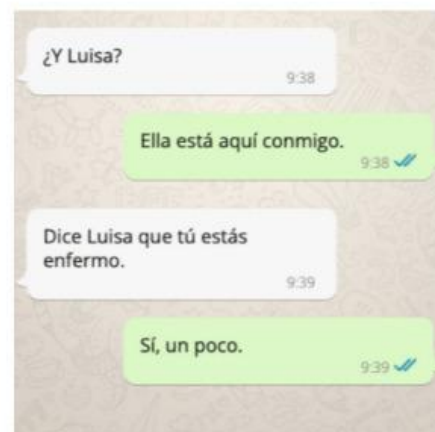 ¿Y Luisa?
9:38
Ella está aquí conmigo.
9:38
Dice Luisa que tú estás
enfermo.
9:39
Sí, un poco.
9:39